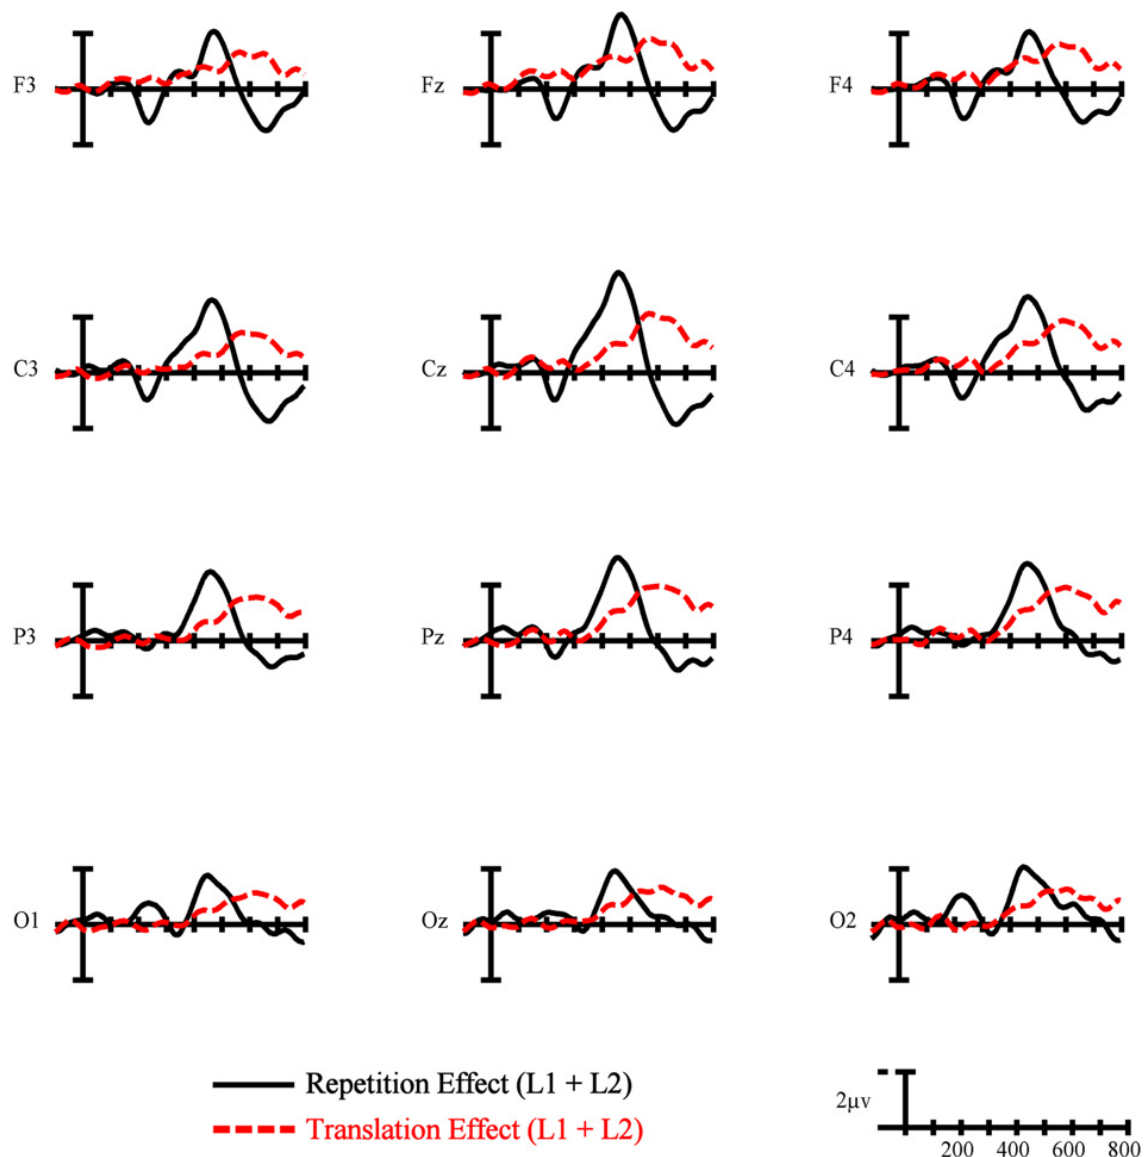 F3 Fz F4
C3 Cz C4
P3 Pz P4
O1 Oz O2
Repetition Effect (L1 + L2)
Translation Effect (L1 + L2)
2μv
200 400 600 800